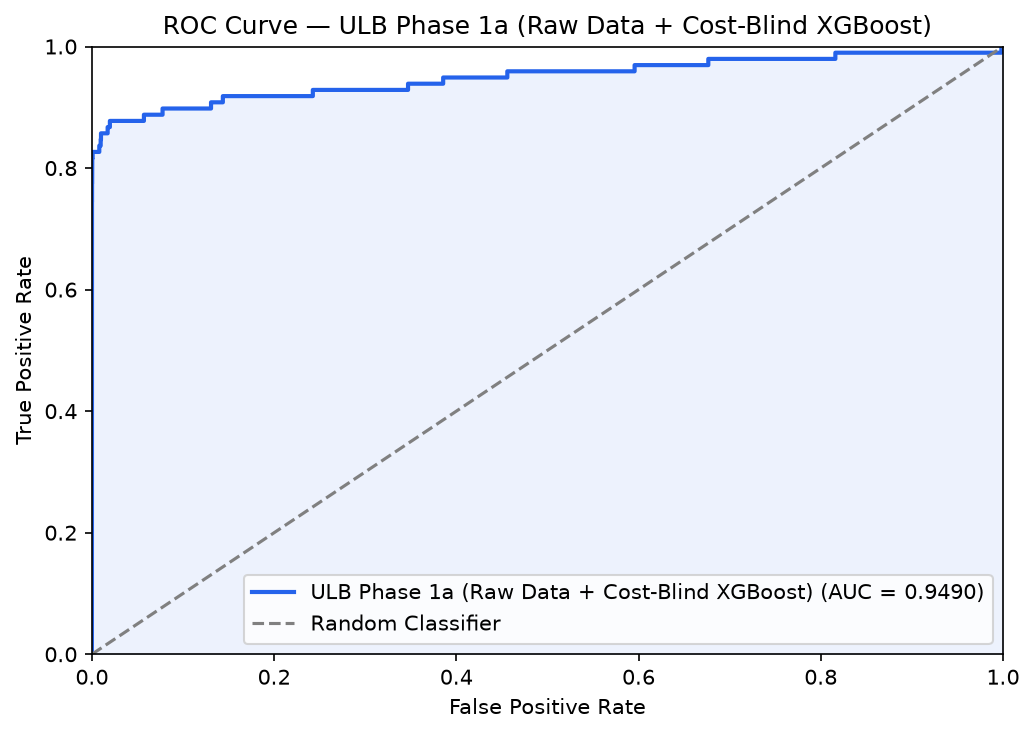 ROC Curve — ULB Phase 1a (Raw Data + Cost-Blind XGBoost)
True Positive Rate
1.0
0.8
0.6
0.4
0.2
0.0
ULB Phase 1a (Raw Data + Cost-Blind XGBoost) (AUC = 0.9490)
Random Classifier
0.0 0.2 0.4 0.6 0.8 1.0
False Positive Rate